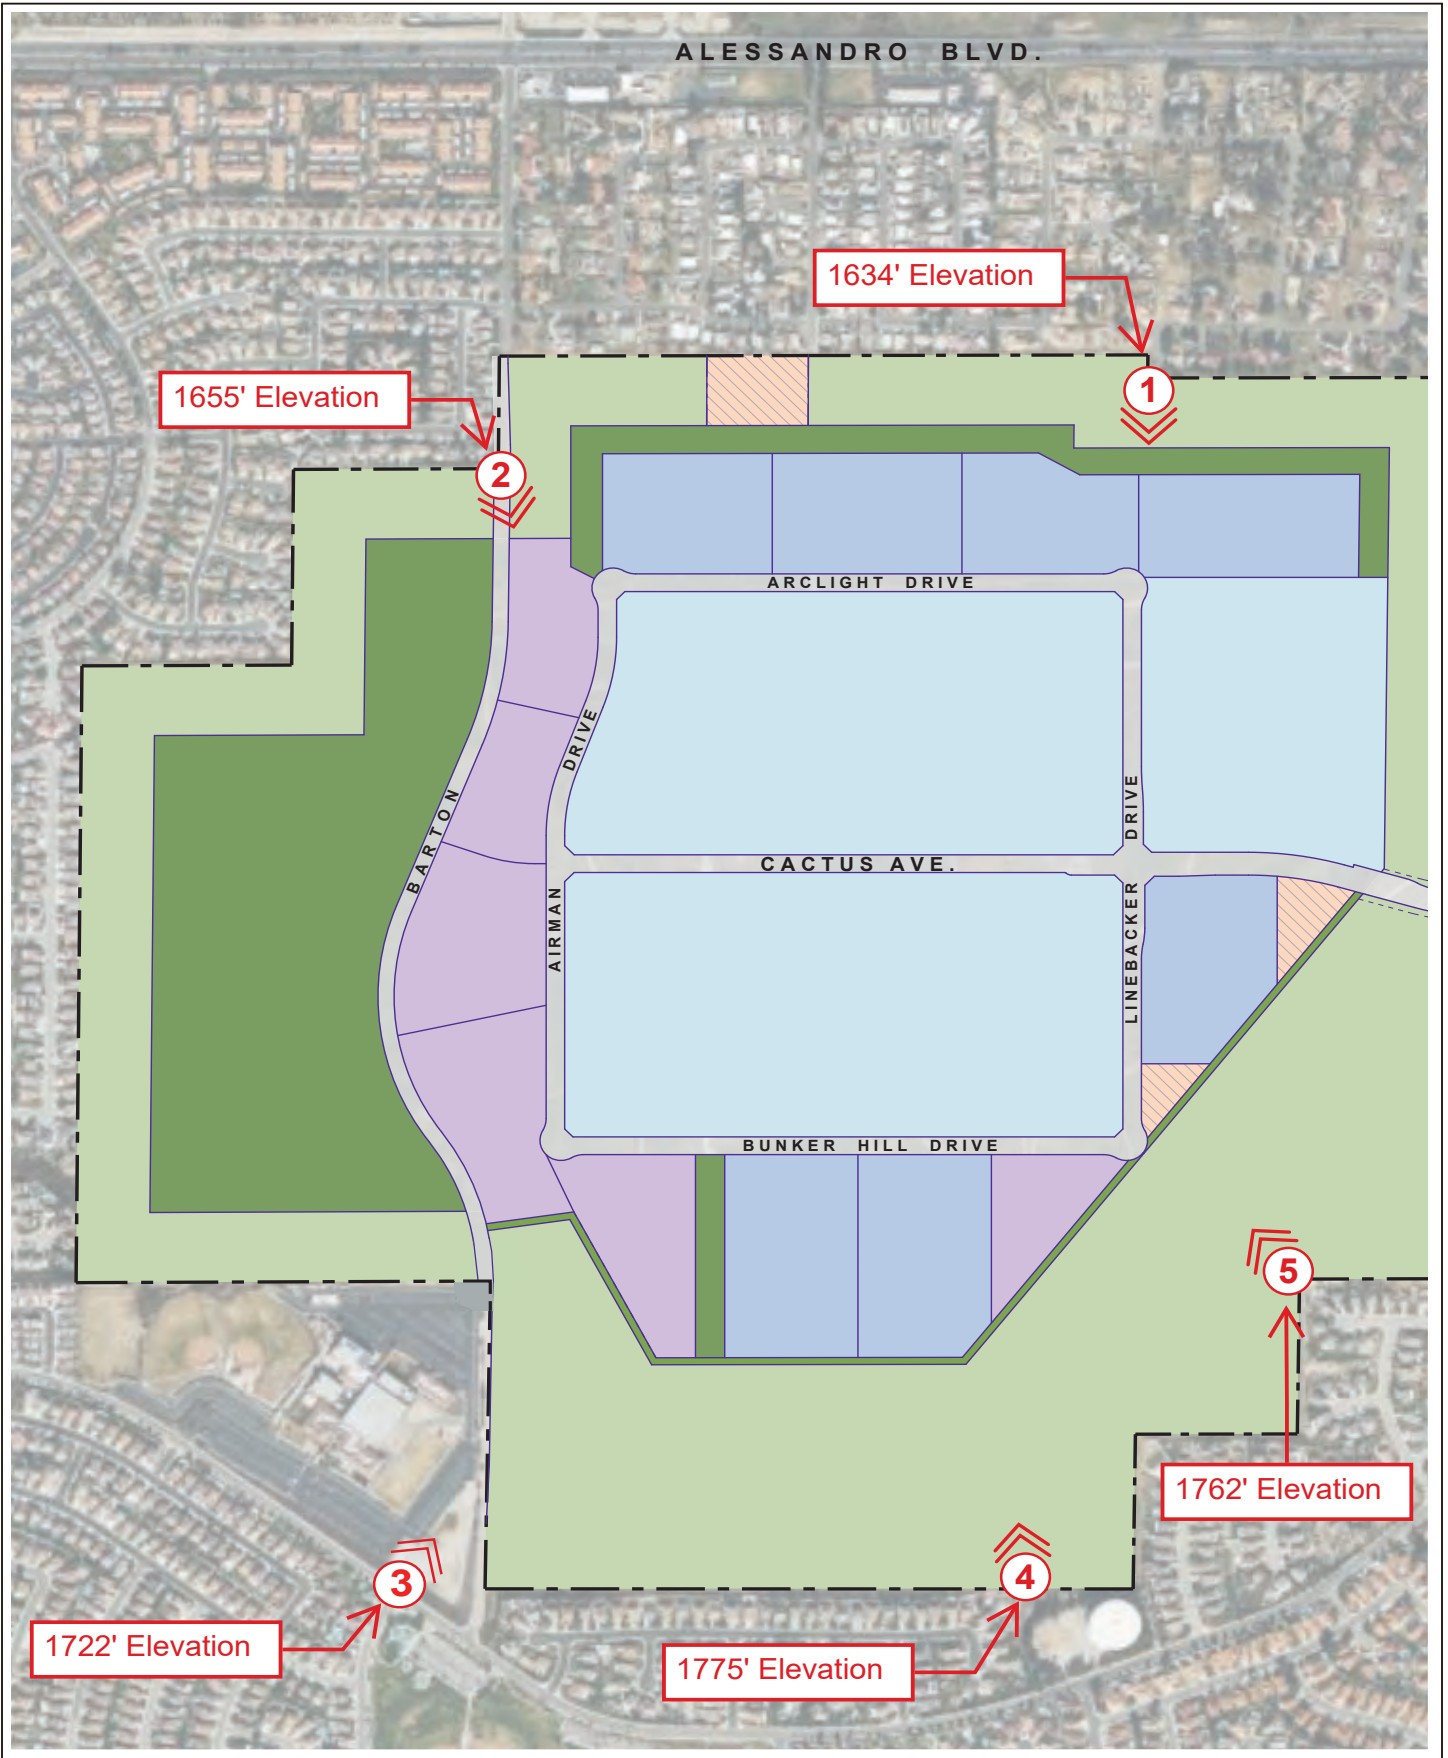 ALESSANDRO BLVD.
1634' Elevation
1
1655' Elevation
2
ARCLIGHT DRIVE
DRIVE
BARTON
DRIVE
CACTUS AVE.
AIRMAN
LINEBACKER
BUNKER HILL DRIVE
5
1762' Elevation
3
4
1722' Elevation
1775' Elevation